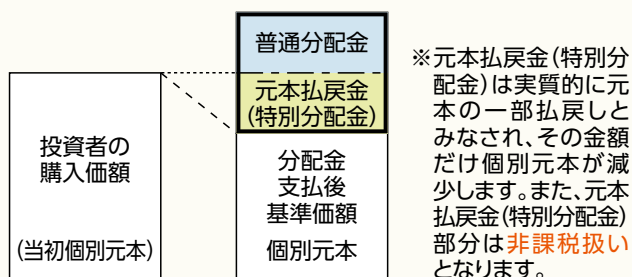 普通分配金
元本払戻金
(特別分配金)
投資者の
購入価額
(当初個別元本)
分配金
支払後
基準価額
個別元本
※元本払戻金(特別分
配金)は実質的に元
本の一部払戻しと
みなされ、その金額
だけ個別元本が減
少します。また、元本
払戻金(特別分配金)
部分は非課税扱い
となります。